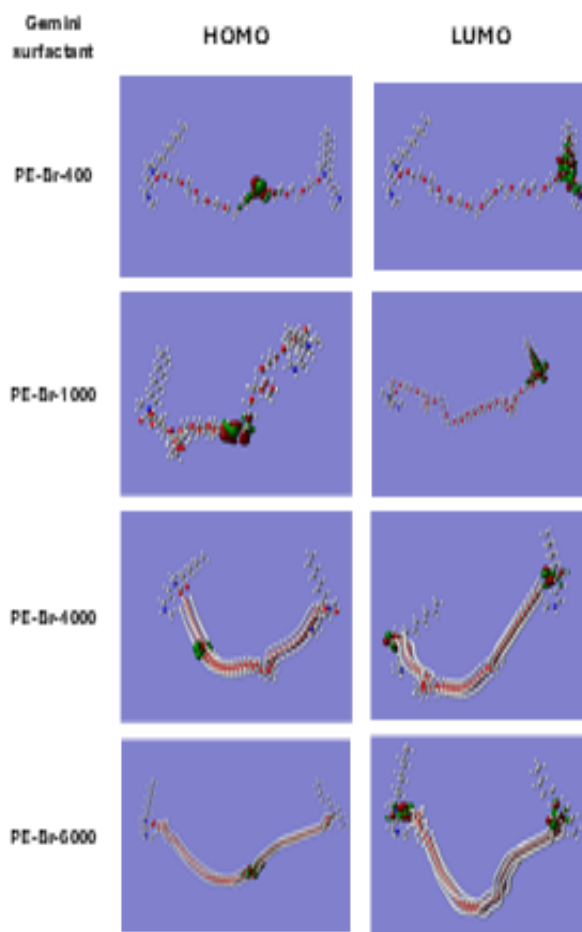 Gemini HOMO LUMO
surfactant
PE-Br-400
PE-Br-1000
PE-Br-4000
PE-Br-6000